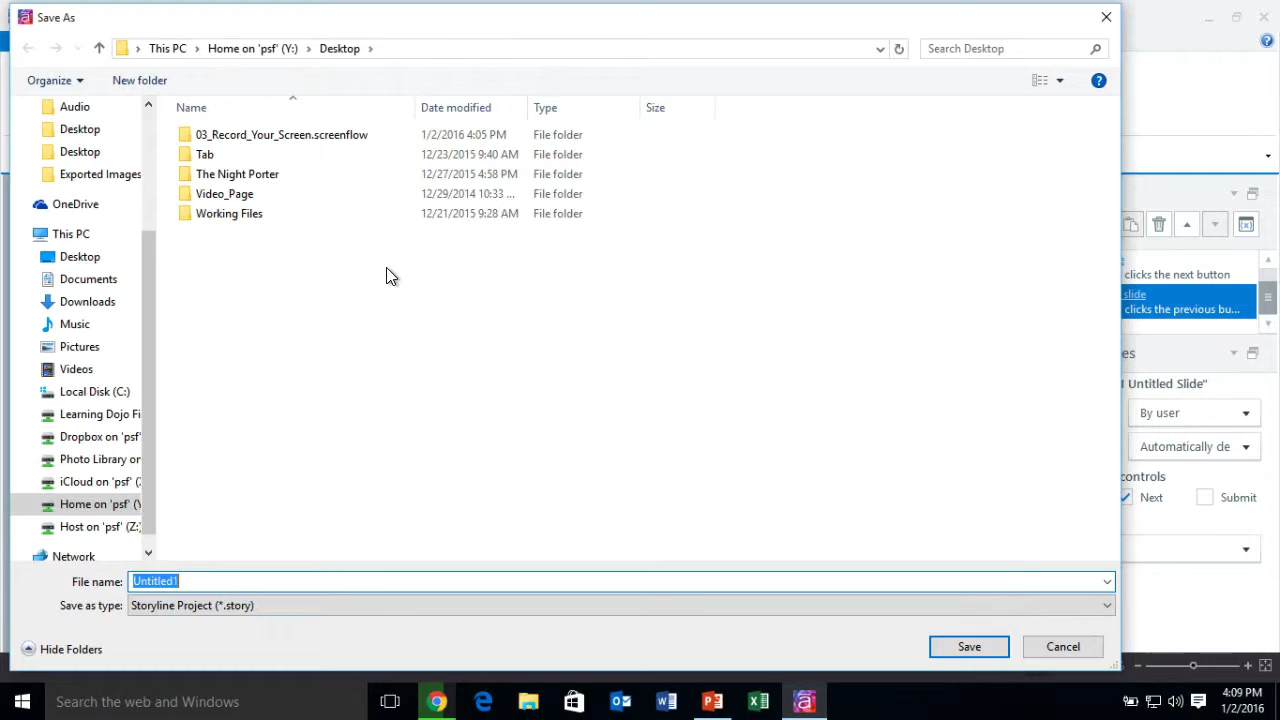 Save As
This PC > Home on 'psf' (Y:) > Desktop >
Search Desktop
Organize
New folder
Name
Date modified
Type
Size
03_Record_Your_Screen.screenflow 1/2/2016 4:05 PM File folder
Tab 12/23/2015 9:40 AM File folder
The Night Porter 12/27/2015 4:58 PM File folder
Video_Page 12/29/2014 10:33 ... File folder
Working Files 12/21/2015 9:28 AM File folder
Audio
Desktop
Desktop
Exported Images
OneDrive
This PC
Desktop
Documents
Downloads
Music
Pictures
Videos
Local Disk (C:)
Learning Dojo Fi
Dropbox on 'psf'
Photo Library on
iCloud on 'psf' (
Home on 'psf' (Y
Host on 'psf' (Z:)
Network
clicks the next button
slide
clicks the previous bu...
es
1 Untitled Slide"
By user
Automatically de
controls
Next
Submit
File name: Untitled1
Save as type: Storyline Project (*.story)
Hide Folders
Save
Cancel
Search the web and Windows
4:09 PM
1/2/2016